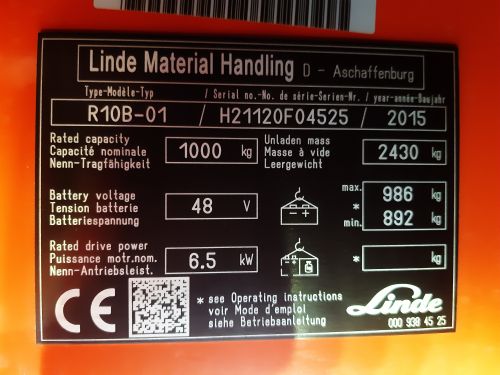 Linde Material Handling D - Aschaffenburg
Type-Modèle-Typ / Serial no.-No. de série-Serien-Nr. / year-année-Baujahr
R10B-01 / H21120F04525 / 2015
Rated capacity
Capacité nominale
Nenn-Tragfähigkeit
1000 kg
Unladen mass
Masse à vide
Leergewicht
2430 kg
Battery voltage
Tension batterie
Batteriespannung
48 V
max. 986 kg
*
min. 892 kg
Rated drive power
Puissance motr.nom.
Nenn-Antriebsleist.
6.5 kW
* kg
CE
* see Operating instructions
voir Mode d'emploi
siehe Betriebsanleitung
Linde
000 938 45 25